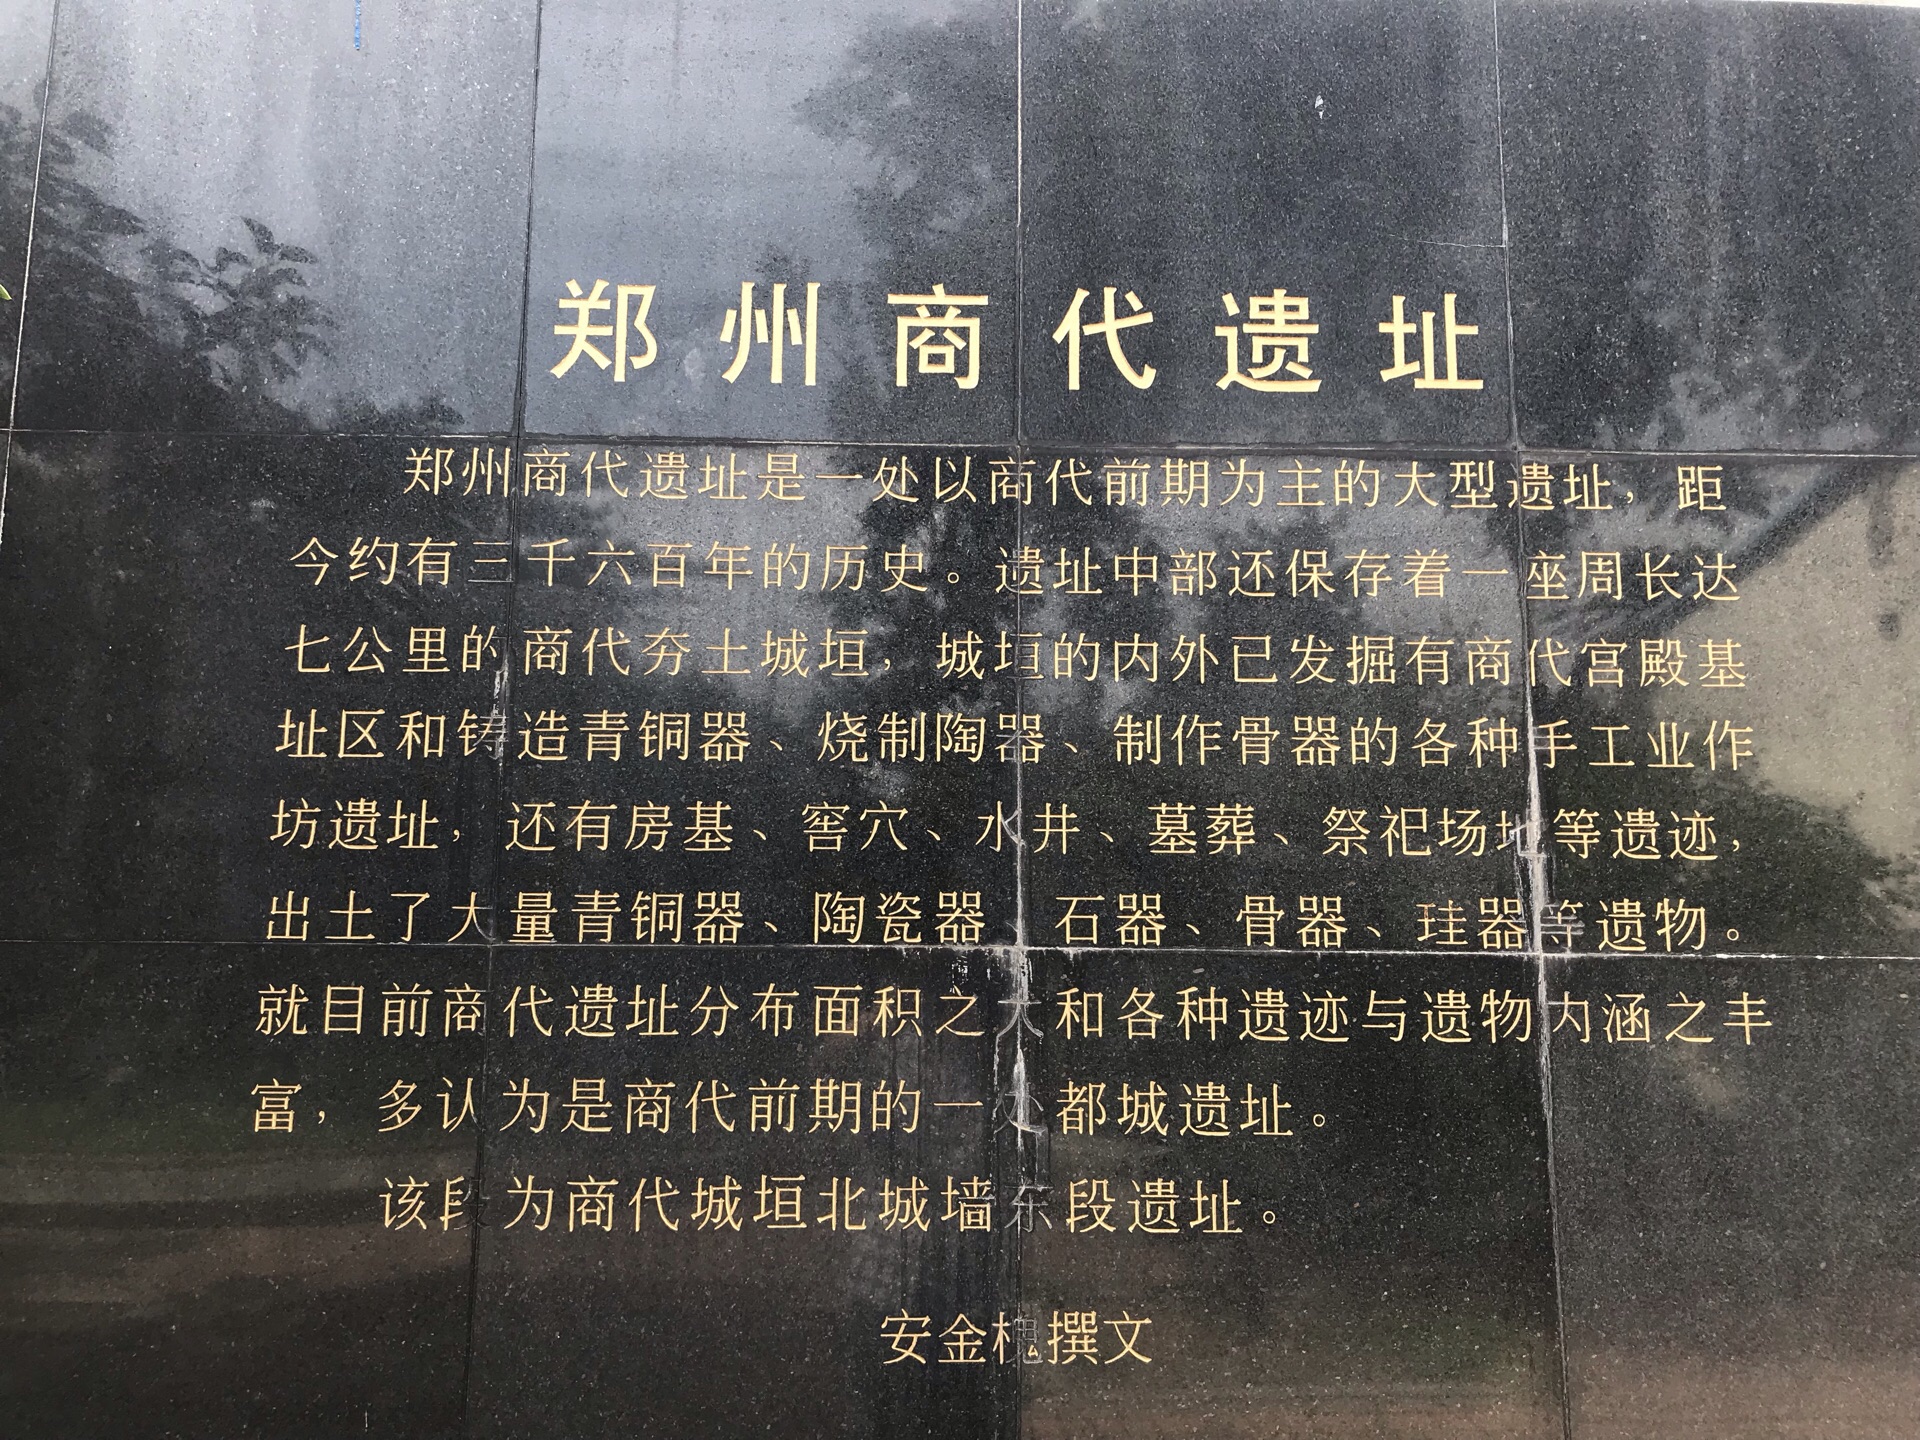 郑州商代遗址
郑州商代遗址是一处以商代前期为主的大型遗址，距
今约有三千六百年的历史。遗址中部还保存着一座周长达
七公里的商代夯土城垣，城垣的内外已发掘有商代宫殿基
址区和铸造青铜器、烧制陶器、制作骨器的各种手工业作
坊遗址，还有房基、窖穴、水井、墓葬、祭祀场地等遗迹，
出土了大量青铜器、陶瓷器、石器、骨器、珪器等遗物。
就目前商代遗址分布面积之大和各种遗迹与遗物内涵之丰
富，多认为是商代前期的一处都城遗址。
该段为商代城垣北城墙东段遗址。
安金槐撰文